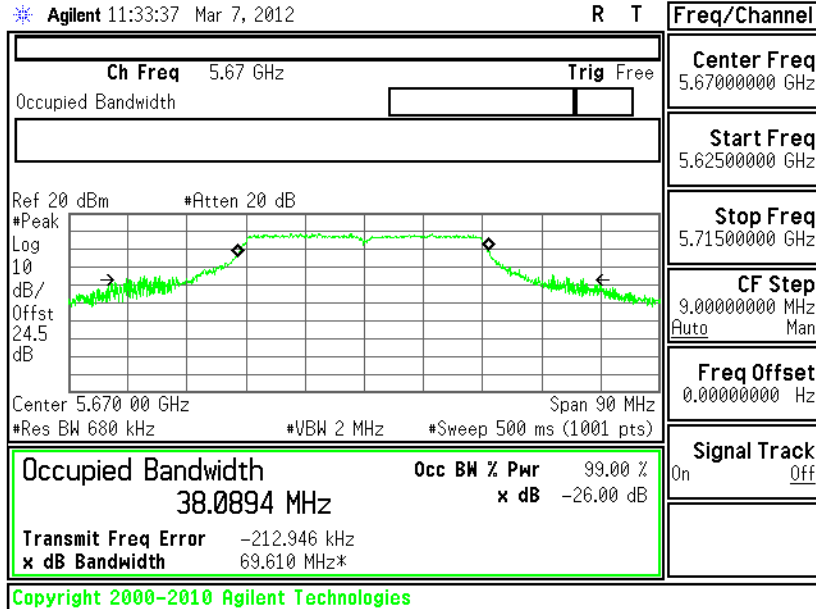 Agilent 11:33:37 Mar 7, 2012 R T
Freq/Channel
Ch Freq 5.67 GHz Trig Free
Occupied Bandwidth
Center Freq
5.67000000 GHz
Start Freq
5.62500000 GHz
Stop Freq
5.71500000 GHz
CF Step
9.00000000 MHz
Auto Man
Freq Offset
0.00000000 Hz
Signal Track
On Off
Ref 20 dBm #Atten 20 dB
#Peak
Log
10
dB/
Offst
24.5
dB
Center 5.670 00 GHz Span 90 MHz
#Res BW 680 kHz #VBW 2 MHz #Sweep 500 ms (1001 pts)
Occupied Bandwidth
38.0894 MHz
Occ BW % Pwr 99.00 %
x dB -26.00 dB
Transmit Freq Error -212.946 kHz
x dB Bandwidth 69.610 MHz*
Copyright 2000-2010 Agilent Technologies